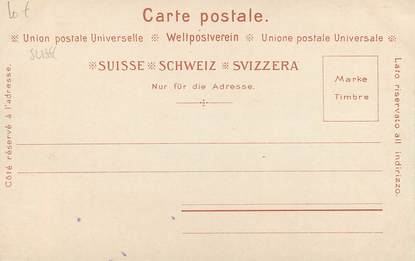 Carte postale.
※ Union postale Universelle ※ Weltpostverein ※ Unione postale Universale ※
※ SUISSE ※ SCHWEIZ ※ SVIZZERA
Nur für die Adresse.
Marke
Timbre
Côté réservé à l'adresse.
Lato riservato all indirizzo.